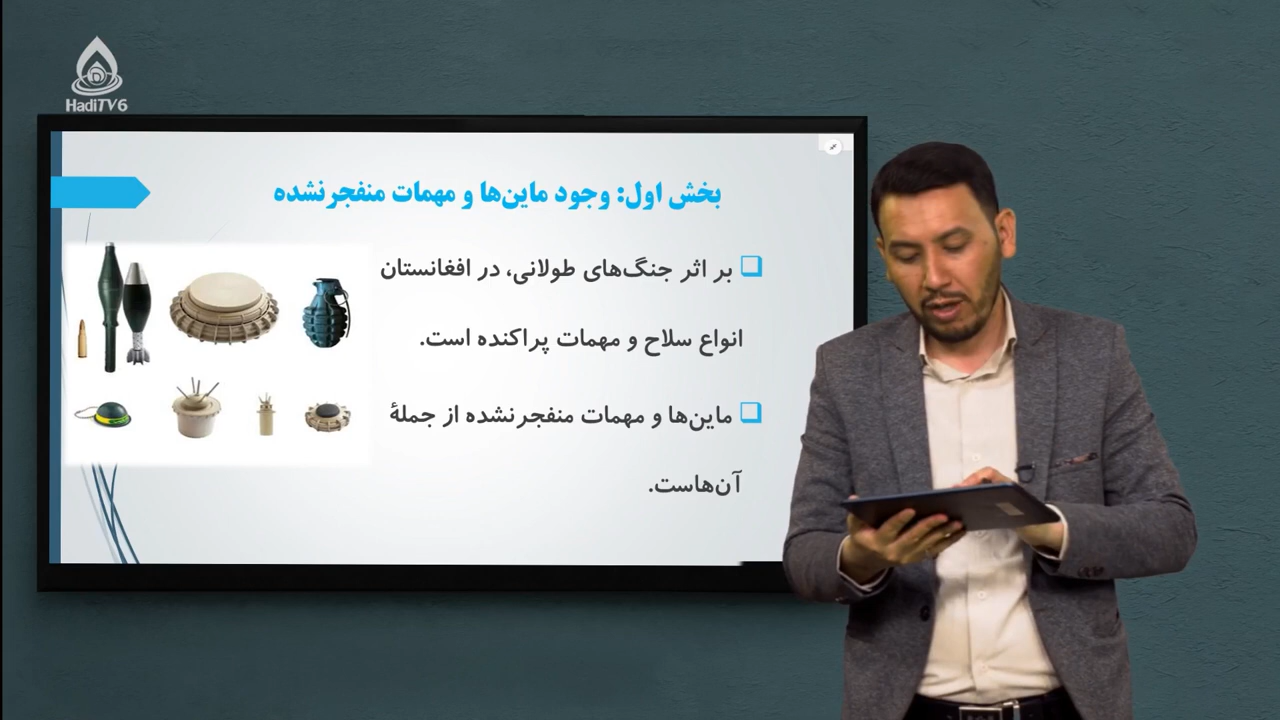 HadiTV6
بخش اول: وجود ماین‌ها و مهمات منفجرنشده
بر اثر جنگ‌های طولانی، در افغانستان
انواع سلاح و مهمات پراکنده است.
ماین‌ها و مهمات منفجرنشده از جملهٔ
آن‌هاست.